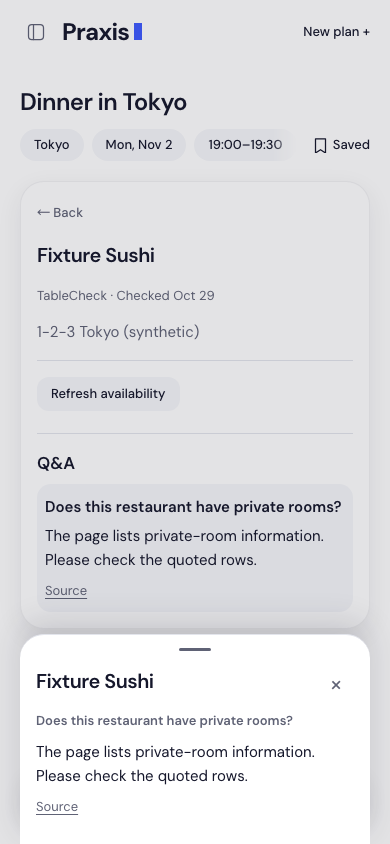 Praxis
New plan +
Dinner in Tokyo
Tokyo
Mon, Nov 2
19:00–19:30
Saved
← Back
Fixture Sushi
TableCheck · Checked Oct 29
1-2-3 Tokyo (synthetic)
Refresh availability
Q&A
Does this restaurant have private rooms?
The page lists private-room information.
Please check the quoted rows.
Source
Fixture Sushi
×
Does this restaurant have private rooms?
The page lists private-room information.
Please check the quoted rows.
Source